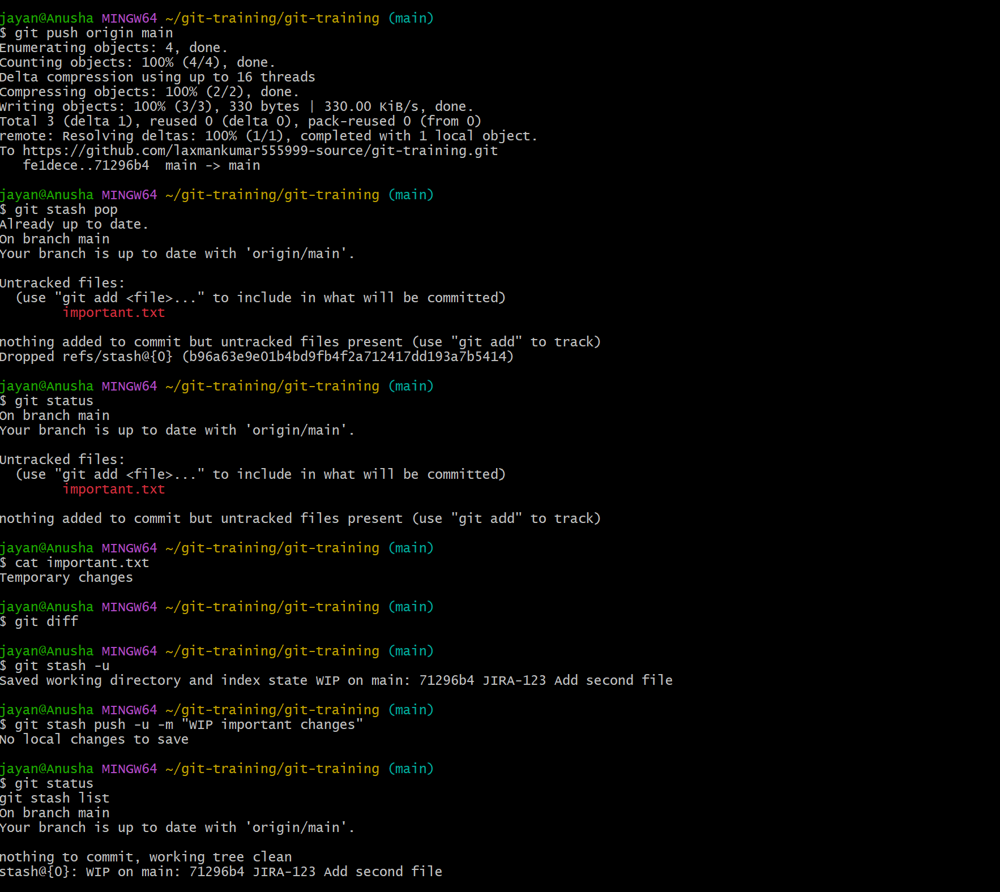 jayan@Anusha MINGW64 ~/git-training/git-training (main)
$ git push origin main
Enumerating objects: 4, done.
Counting objects: 100% (4/4), done.
Delta compression using up to 16 threads
Compressing objects: 100% (2/2), done.
Writing objects: 100% (3/3), 330 bytes | 330.00 KiB/s, done.
Total 3 (delta 1), reused 0 (delta 0), pack-reused 0 (from 0)
remote: Resolving deltas: 100% (1/1), completed with 1 local object.
To https://github.com/laxmankumar555999-source/git-training.git
   fe1dece..71296b4  main -> main

jayan@Anusha MINGW64 ~/git-training/git-training (main)
$ git stash pop
Already up to date.
On branch main
Your branch is up to date with 'origin/main'.

Untracked files:
  (use "git add <file>..." to include in what will be committed)
        important.txt

nothing added to commit but untracked files present (use "git add" to track)
Dropped refs/stash@{0} (b96a63e9e01b4bd9fb4f2a712417dd193a7b5414)

jayan@Anusha MINGW64 ~/git-training/git-training (main)
$ git status
On branch main
Your branch is up to date with 'origin/main'.

Untracked files:
  (use "git add <file>..." to include in what will be committed)
        important.txt

nothing added to commit but untracked files present (use "git add" to track)

jayan@Anusha MINGW64 ~/git-training/git-training (main)
$ cat important.txt
Temporary changes

jayan@Anusha MINGW64 ~/git-training/git-training (main)
$ git diff

jayan@Anusha MINGW64 ~/git-training/git-training (main)
$ git stash -u
Saved working directory and index state WIP on main: 71296b4 JIRA-123 Add second file

jayan@Anusha MINGW64 ~/git-training/git-training (main)
$ git stash push -u -m "WIP important changes"
No local changes to save

jayan@Anusha MINGW64 ~/git-training/git-training (main)
$ git status
git stash list
On branch main
Your branch is up to date with 'origin/main'.

nothing to commit, working tree clean
stash@{0}: WIP on main: 71296b4 JIRA-123 Add second file